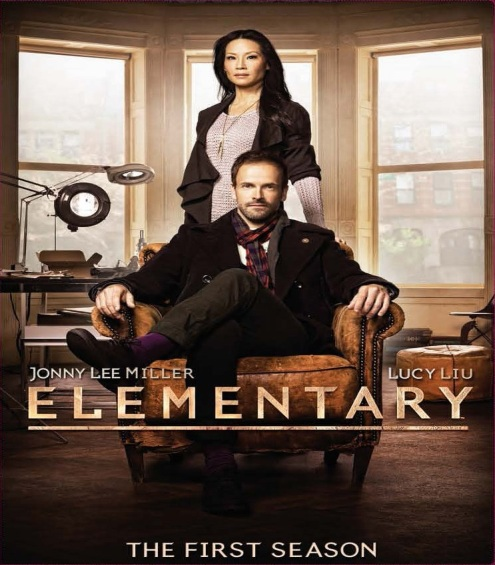 JONNY LEE MILLER LUCY LIU
ELEMENTARY
THE FIRST SEASON